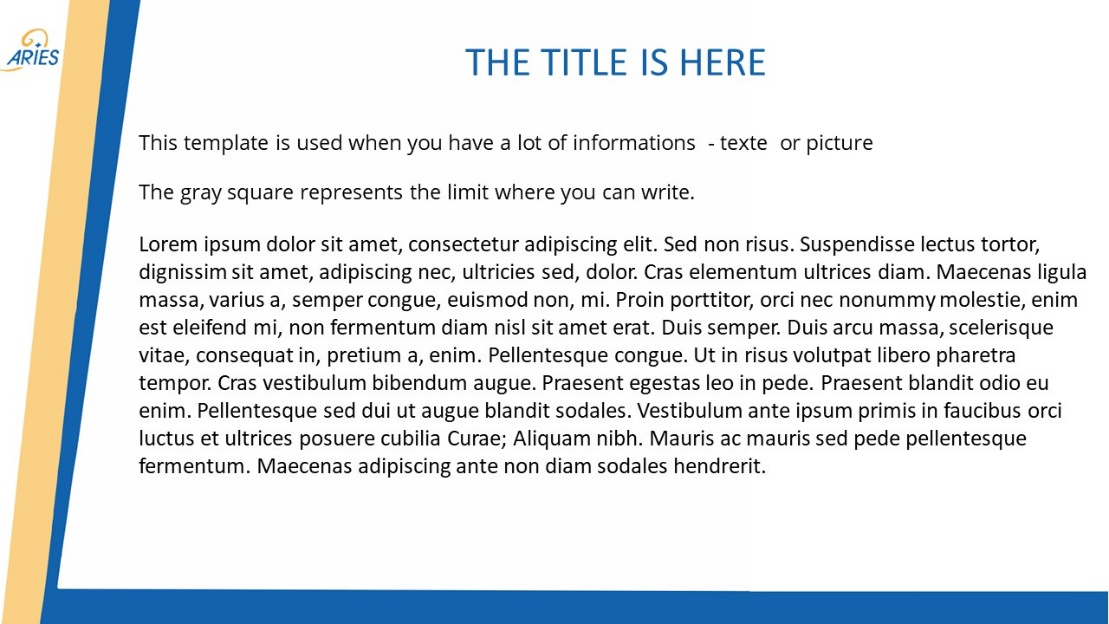 ARIES
THE TITLE IS HERE
This template is used when you have a lot of informations  - texte  or picture
The gray square represents the limit where you can write.
Lorem ipsum dolor sit amet, consectetur adipiscing elit. Sed non risus. Suspendisse lectus tortor,
dignissim sit amet, adipiscing nec, ultricies sed, dolor. Cras elementum ultrices diam. Maecenas ligula
massa, varius a, semper congue, euismod non, mi. Proin porttitor, orci nec nonummy molestie, enim
est eleifend mi, non fermentum diam nisl sit amet erat. Duis semper. Duis arcu massa, scelerisque
vitae, consequat in, pretium a, enim. Pellentesque congue. Ut in risus volutpat libero pharetra
tempor. Cras vestibulum bibendum augue. Praesent egestas leo in pede. Praesent blandit odio eu
enim. Pellentesque sed dui ut augue blandit sodales. Vestibulum ante ipsum primis in faucibus orci
luctus et ultrices posuere cubilia Curae; Aliquam nibh. Mauris ac mauris sed pede pellentesque
fermentum. Maecenas adipiscing ante non diam sodales hendrerit.